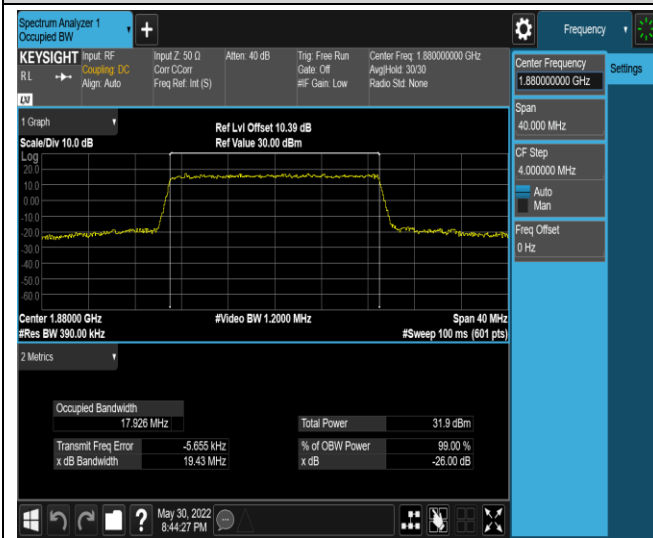 Spectrum Analyzer 1
Occupied BW
+
Frequency
KEYSIGHT
RL
Input: RF
Coupling: DC
Align: Auto
Input Z: 50 Ω
Corr CCorr
Freq Ref: Int (S)
Atten: 40 dB
Trig: Free Run
Gate: Off
#IF Gain: Low
Center Freq: 1.880000000 GHz
Avg|Hold: 30/30
Radio Std: None
LXI
Center Frequency
1.880000000 GHz
Settings
Span
40.000 MHz
CF Step
4.000000 MHz
Auto
Man
Freq Offset
0 Hz
1 Graph
Scale/Div 10.0 dB
Ref Lvl Offset 10.39 dB
Ref Value 30.00 dBm
Log
20.0
10.0
0.00
-10.0
-20.0
-30.0
-40.0
-50.0
-60.0
Center 1.88000 GHz
#Res BW 390.00 kHz
#Video BW 1.2000 MHz
Span 40 MHz
#Sweep 100 ms (601 pts)
2 Metrics
Occupied Bandwidth
17.926 MHz
Total Power 31.9 dBm
Transmit Freq Error -5.655 kHz
% of OBW Power 99.00 %
x dB Bandwidth 19.43 MHz
x dB -26.00 dB
?
May 30, 2022
8:44:27 PM